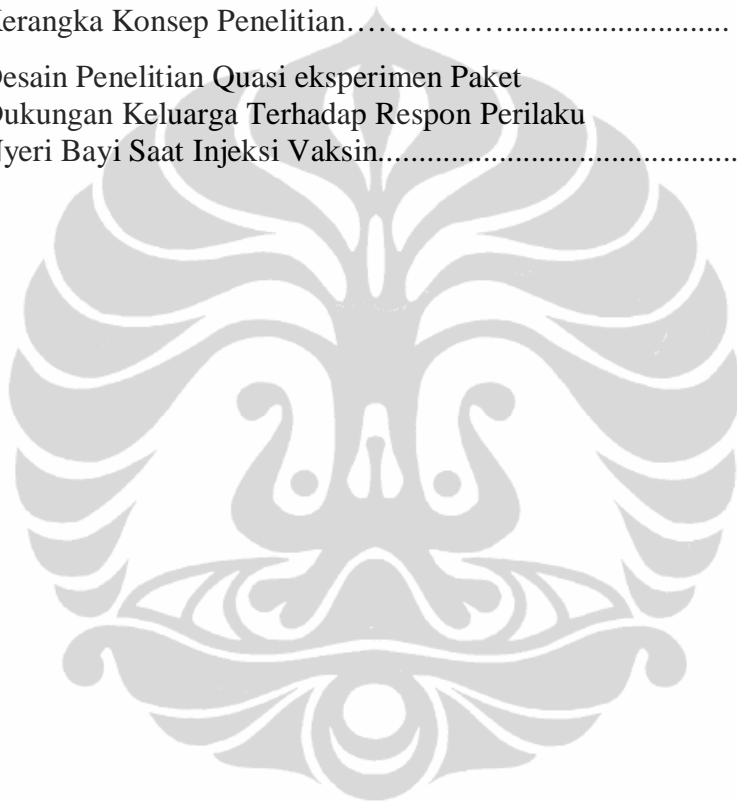 Kerangka Konsep Penelitian…………….............................
Desain Penelitian Quasi eksperimen Paket
Dukungan Keluarga Terhadap Respon Perilaku
Nyeri Bayi Saat Injeksi Vaksin.......................................